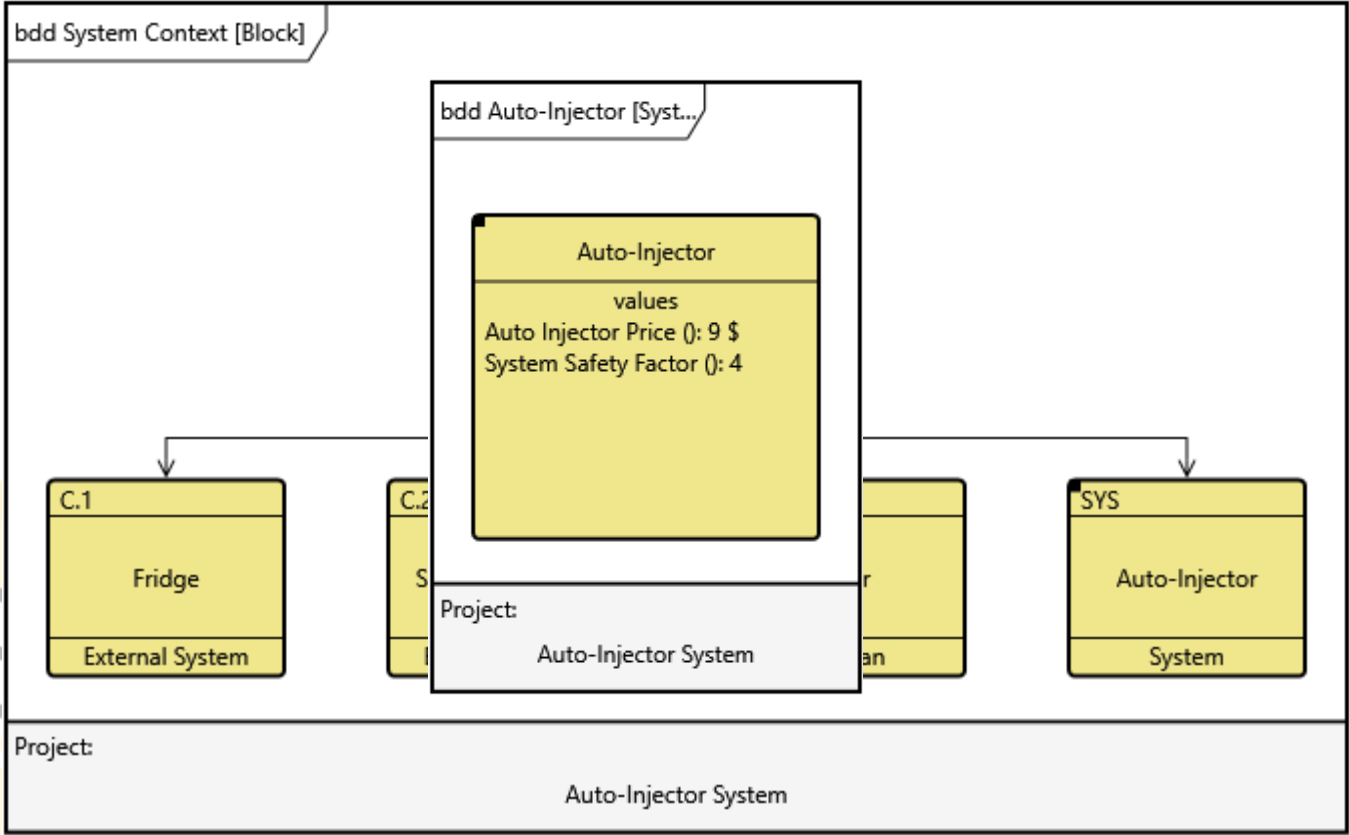 bdd System Context [Block]
bdd Auto-Injector [Syst...
Auto-Injector
values
Auto Injector Price (): 9 $
System Safety Factor (): 4
C.1
Fridge
External System
SYS
Auto-Injector
System
Project:
Auto-Injector System
Project:
Auto-Injector System